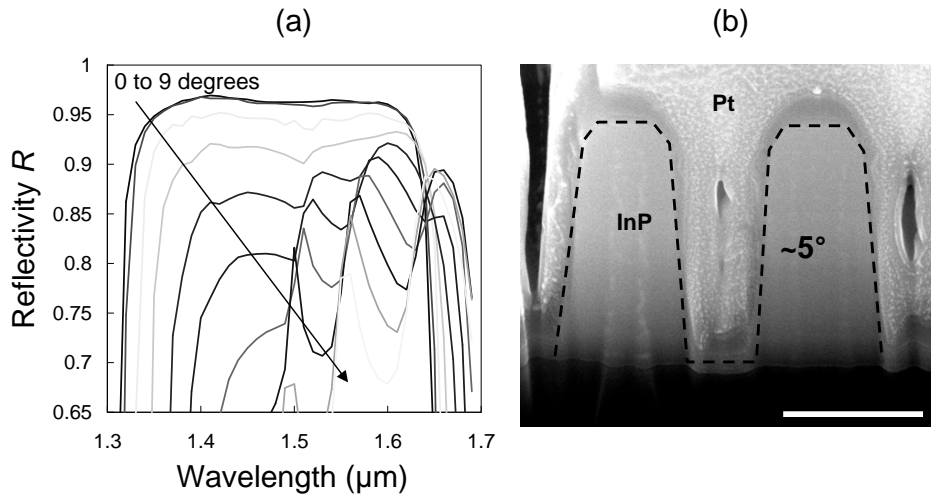 (a)
(b)
0 to 9 degrees
1
0.95
0.9
0.85
0.8
0.75
0.7
0.65
1.3
1.4
1.5
1.6
1.7
Reflectivity R
Wavelength (µm)
Pt
InP
~5°